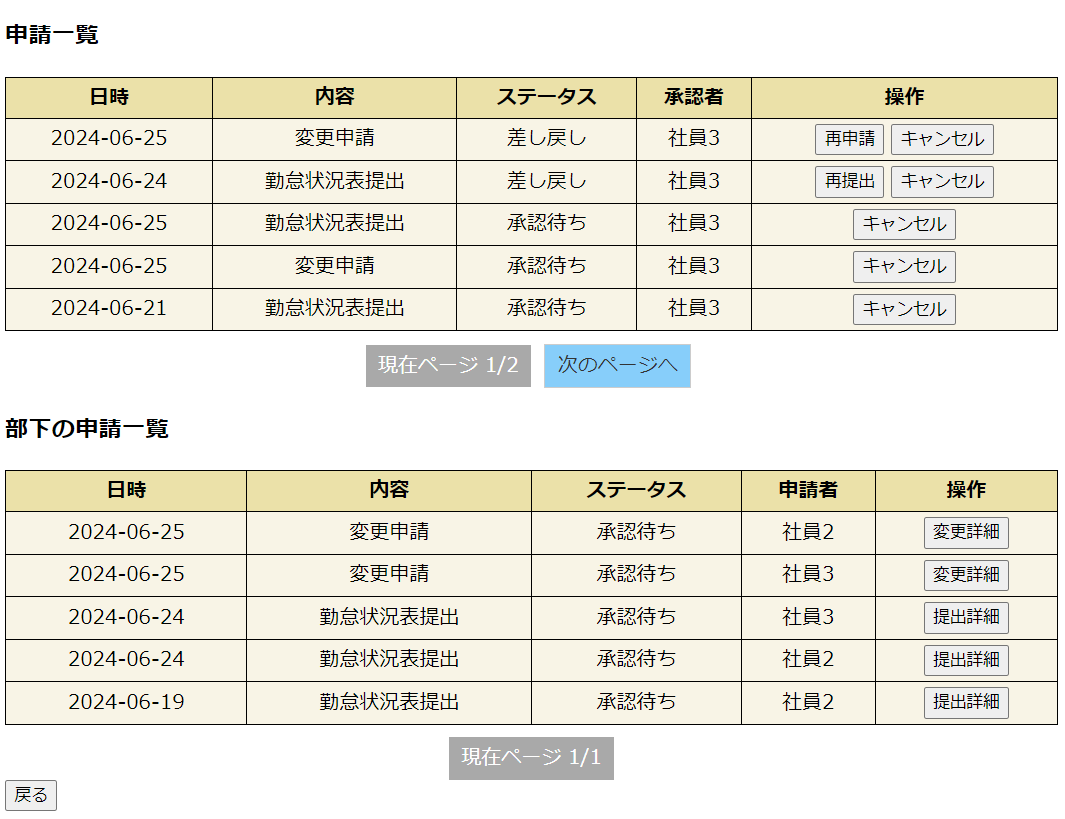 申請一覧
日時 内容 ステータス 承認者 操作
2024-06-25 変更申請 差し戻し 社員3 再申請 キャンセル
2024-06-24 勤怠状況表提出 差し戻し 社員3 再提出 キャンセル
2024-06-25 勤怠状況表提出 承認待ち 社員3 キャンセル
2024-06-25 変更申請 承認待ち 社員3 キャンセル
2024-06-21 勤怠状況表提出 承認待ち 社員3 キャンセル
現在ページ 1/2 次のページへ
部下の申請一覧
日時 内容 ステータス 申請者 操作
2024-06-25 変更申請 承認待ち 社員2 変更詳細
2024-06-25 変更申請 承認待ち 社員3 変更詳細
2024-06-24 勤怠状況表提出 承認待ち 社員3 提出詳細
2024-06-24 勤怠状況表提出 承認待ち 社員2 提出詳細
2024-06-19 勤怠状況表提出 承認待ち 社員2 提出詳細
現在ページ 1/1
戻る